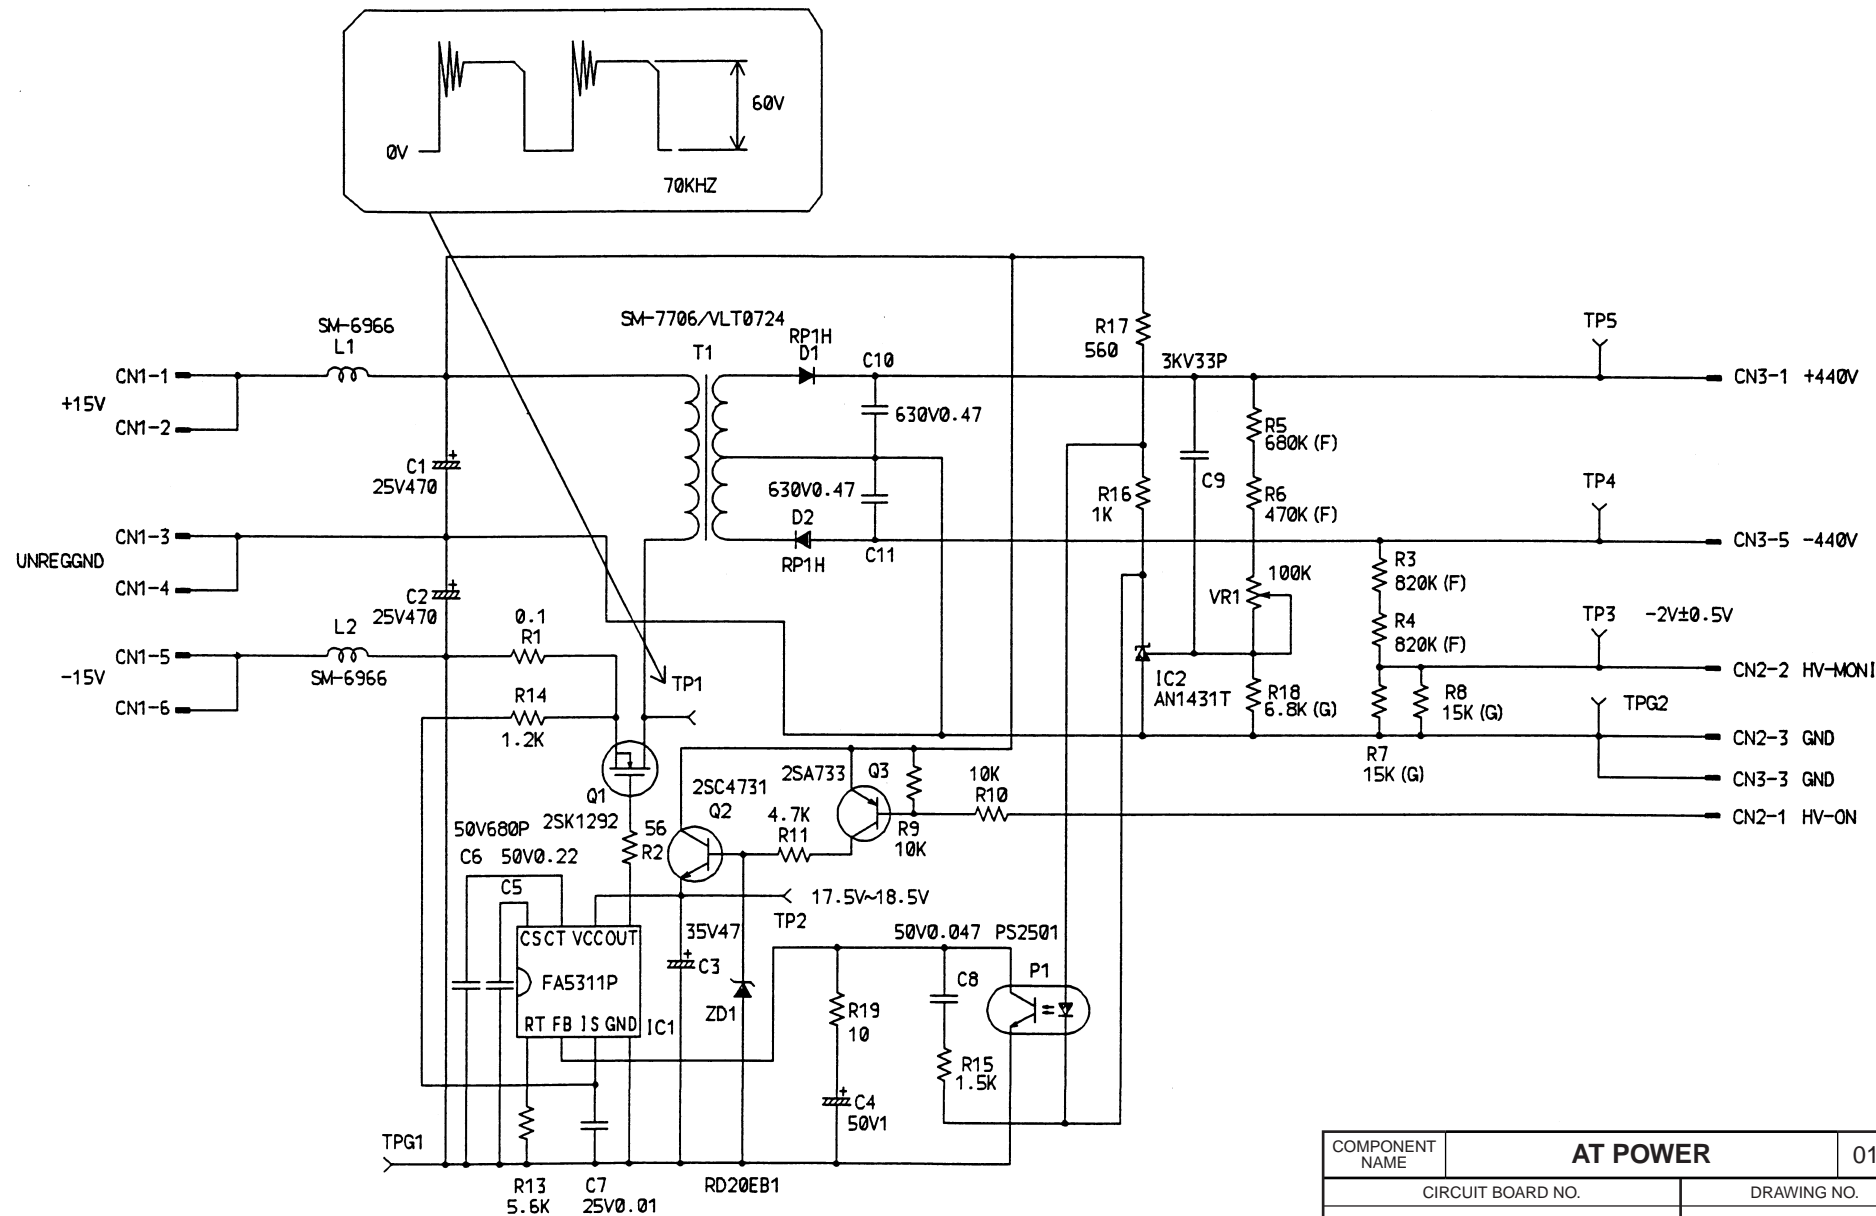 60V
0V
70KHZ
SM-7706/VLT0724
SM-6966
L1
T1
RP1H
D1
C10
R17
560
3KV33P
TP5
CN1-1
+15V
CN1-2
CN3-1 +440V
630V0.47
R5
680K (F)
C1
25V470
C9
R6
470K (F)
630V0.47
R16
1K
TP4
CN1-3
UNREGGND
CN1-4
D2
RP1H
C11
CN3-5 -440V
100K
VR1
R3
820K (F)
C2
25V470
0.1
R1
L2
SM-6966
R4
820K (F)
TP3 -2V±0.5V
CN1-5
-15V
CN1-6
TP1
IC2
AN1431T
CN2-2 HV-MONI
R18
6.8K (G)
R8
15K (G)
TPG2
R14
1.2K
CN2-3 GND
R7
15K (G)
CN3-3 GND
Q1
2SK1292
2SC4731
Q2
2SA733
Q3
10K
R10
R9
10K
CN2-1 HV-ON
4.7K
R11
56
R2
50V680P
C6
50V0.22
C5
17.5V~18.5V
TP2
CS CT VCC OUT
FA5311P
RT FB IS GND
IC1
35V47
C3
ZD1
50V0.047
PS2501
C8
P1
R19
10
R15
1.5K
C4
50V1
TPG1
R13
5.6K
C7
25V0.01
RD20EB1
COMPONENT NAME
AT POWER
01
CIRCUIT BOARD NO.
DRAWING NO.